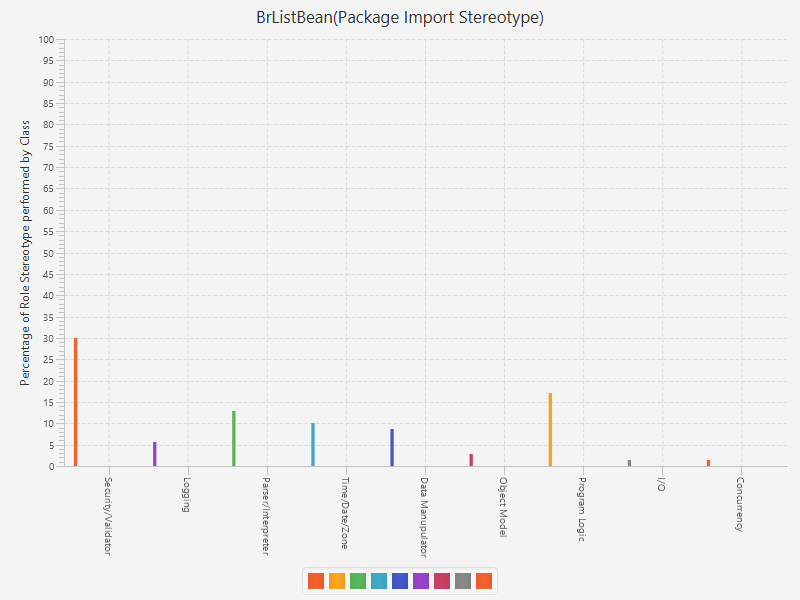 BrListBean(Package Import Stereotype)
Percentage of Role Stereotype performed by Class
100
95
90
85
80
75
70
65
60
55
50
45
40
35
30
25
20
15
10
5
0
Security/Validator
Logging
Parser/Interpreter
Time/Date/Zone
Data Manupulator
Object Model
Program Logic
I/O
Concurrency